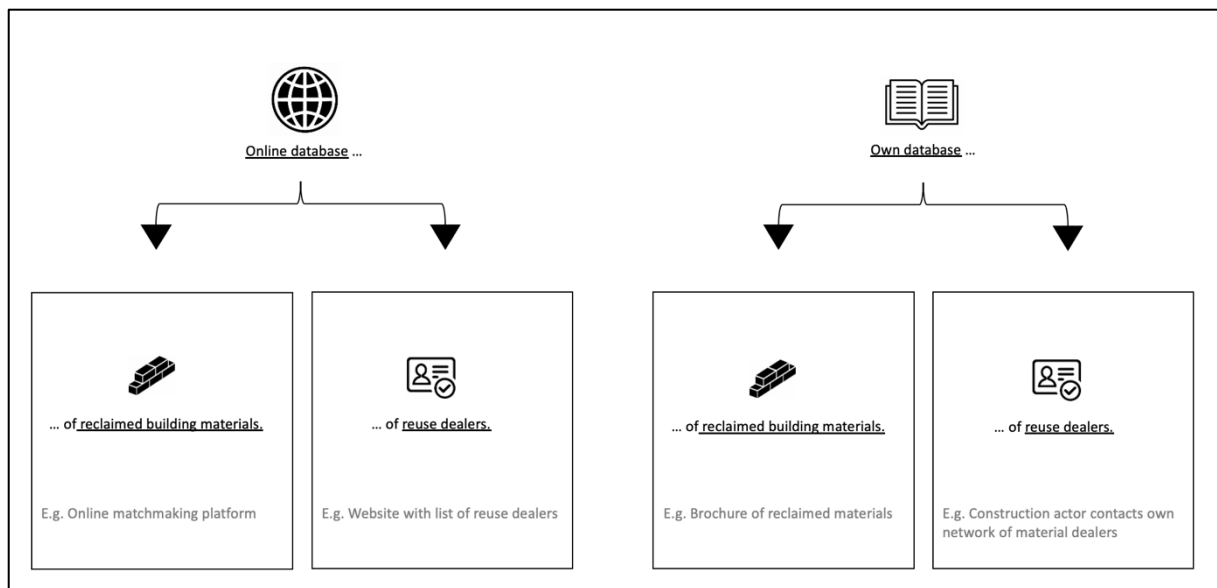 Online database ...
Own database ...
... of reclaimed building materials.
... of reuse dealers.
... of reclaimed building materials.
... of reuse dealers.
E.g. Online matchmaking platform
E.g. Website with list of reuse dealers
E.g. Brochure of reclaimed materials
E.g. Construction actor contacts own
network of material dealers